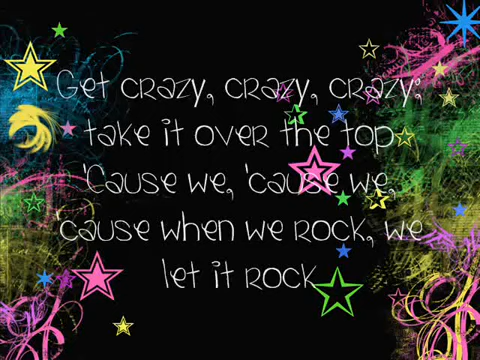 Get crazy, crazy, crazy;
take it over the top
'Cause we, 'cause we,
'cause when we rock, we
let it rock